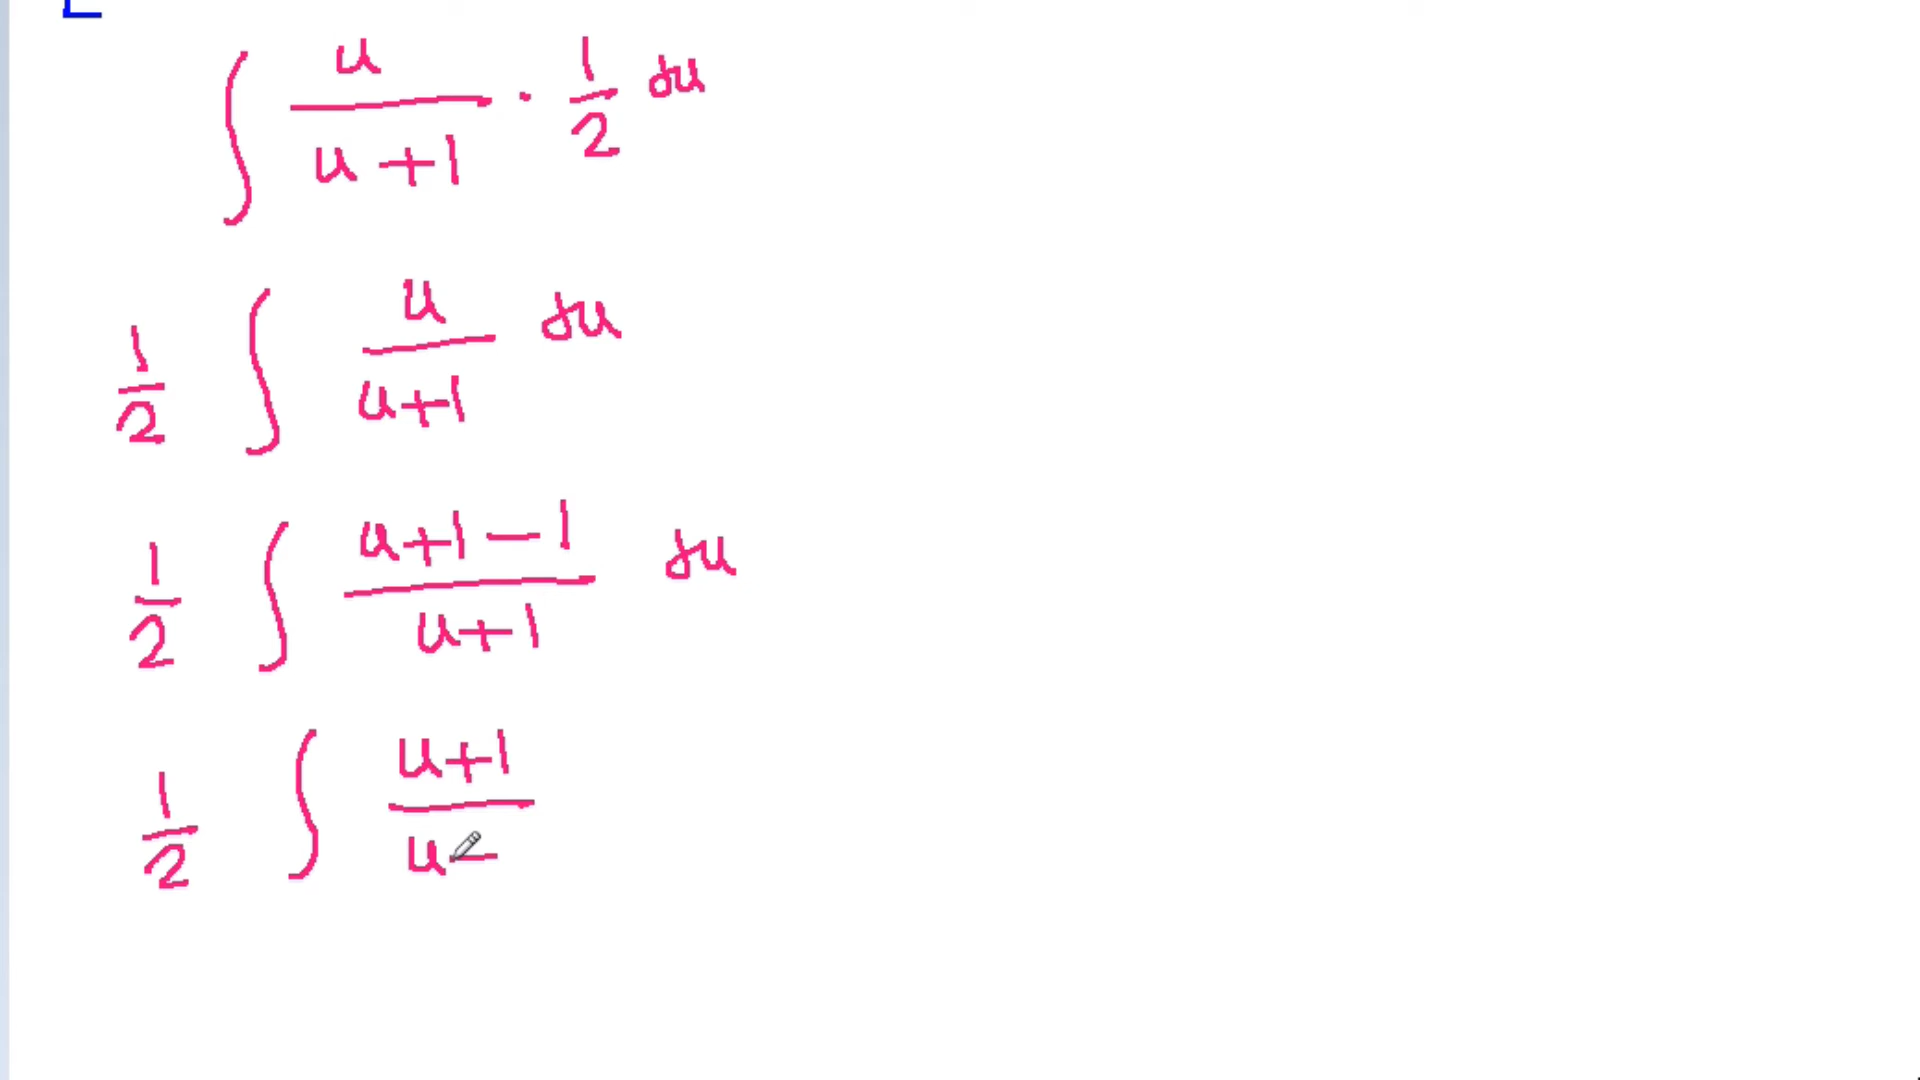 ∫ u/(u+1) · 1/2 du
1/2 ∫ u/(u+1) du
1/2 ∫ (u+1-1)/(u+1) du
1/2 ∫ (u+1)/(u-